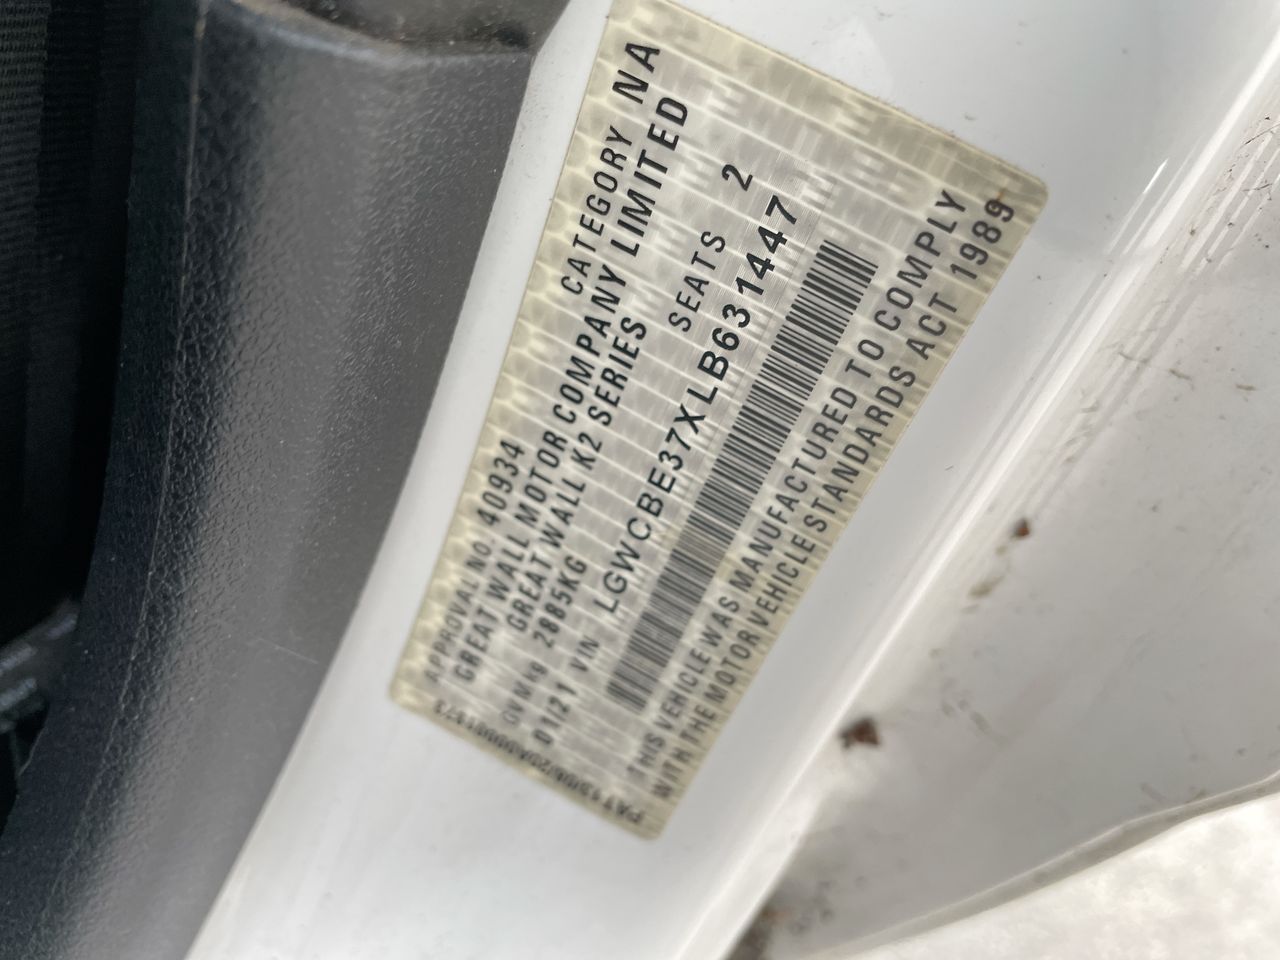 APPROVAL NO. 40934 CATEGORY NA
GREAT WALL MOTOR COMPANY LIMITED
GREAT WALL K2 SERIES
GVM kg 2885KG SEATS 2
01/21 VIN LGWCBE37XLB631447
THIS VEHICLE WAS MANUFACTURED TO COMPLY
WITH THE MOTOR VEHICLE STANDARDS ACT 1989